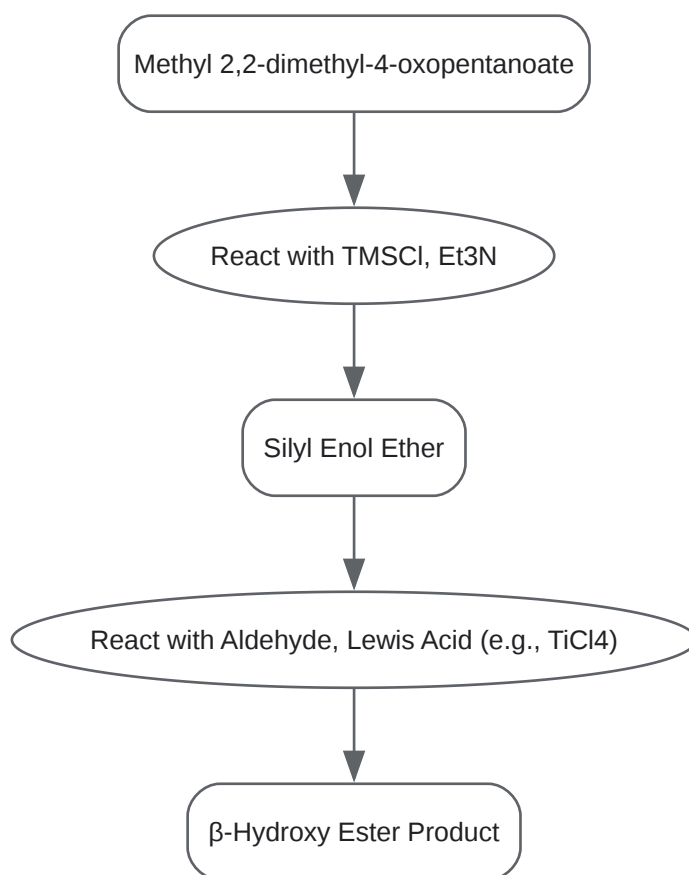 Methyl 2,2-dimethyl-4-oxopentanoate
React with TMSCl, Et3N
Silyl Enol Ether
React with Aldehyde, Lewis Acid (e.g., TiCl4)
β-Hydroxy Ester Product